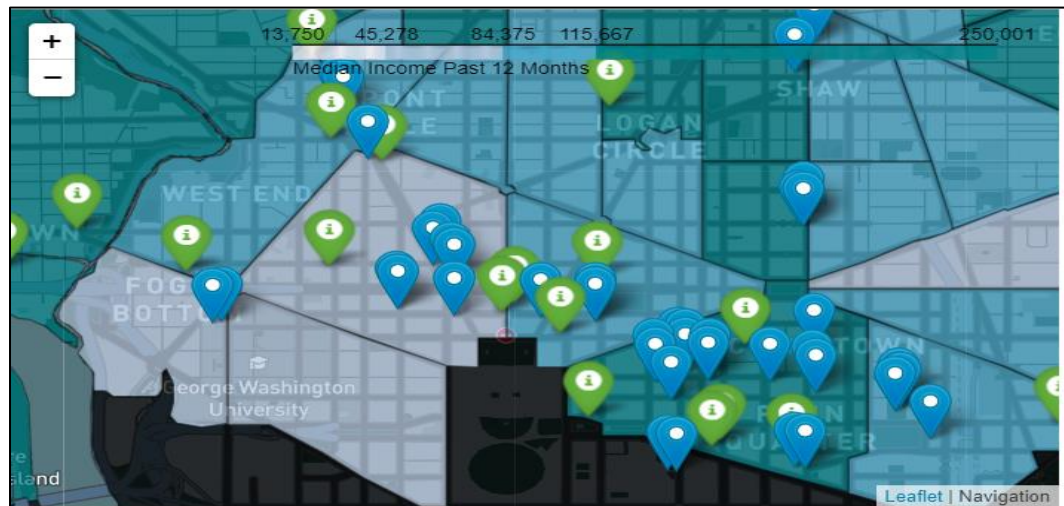 +
−
13,750 45,278 84,375 115,667 250,001
Median Income Past 12 Months
SHAW
LOGAN
CIRCLE
WEST END
FOG
BOTTO
George Washington
University
QUARTER
Leaflet | Navigation